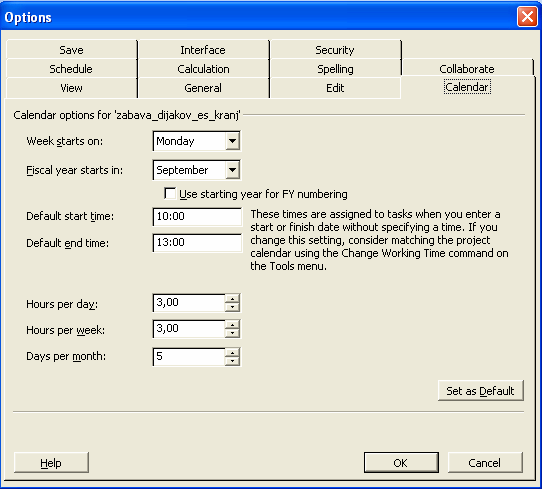 Options
Save Interface Security
Schedule Calculation Spelling Collaborate
View General Edit Calendar
Calendar options for 'zabava_dijakov_es_kranj'
Week starts on: Monday
Fiscal year starts in: September
Use starting year for FY numbering
Default start time: 10:00
Default end time: 13:00
These times are assigned to tasks when you enter a
start or finish date without specifying a time. If you
change this setting, consider matching the project
calendar using the Change Working Time command on
the Tools menu.
Hours per day: 3,00
Hours per week: 3,00
Days per month: 5
Set as Default
Help OK Cancel